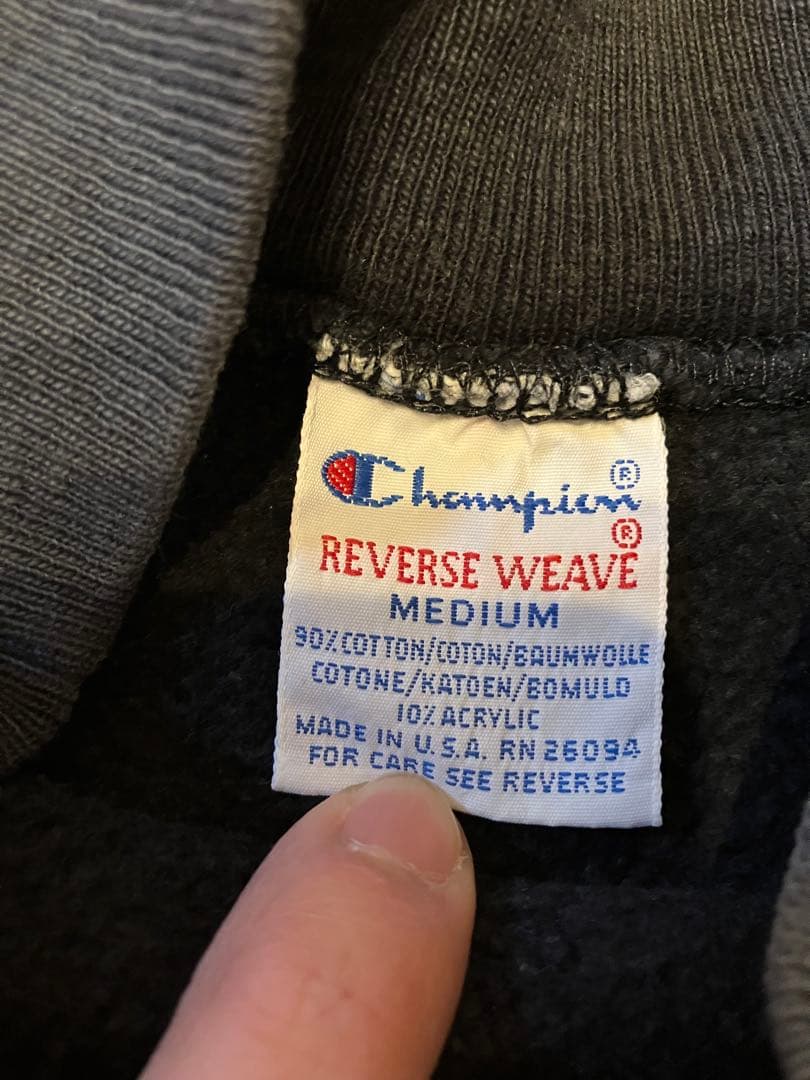 Champion®
REVERSE WEAVE®
MEDIUM
90% COTTON/COTON/BAUMWOLLE
COTONE/KATOEN/BOMULD
10% ACRYLIC
MADE IN U.S.A. RN 26094
FOR CARE SEE REVERSE